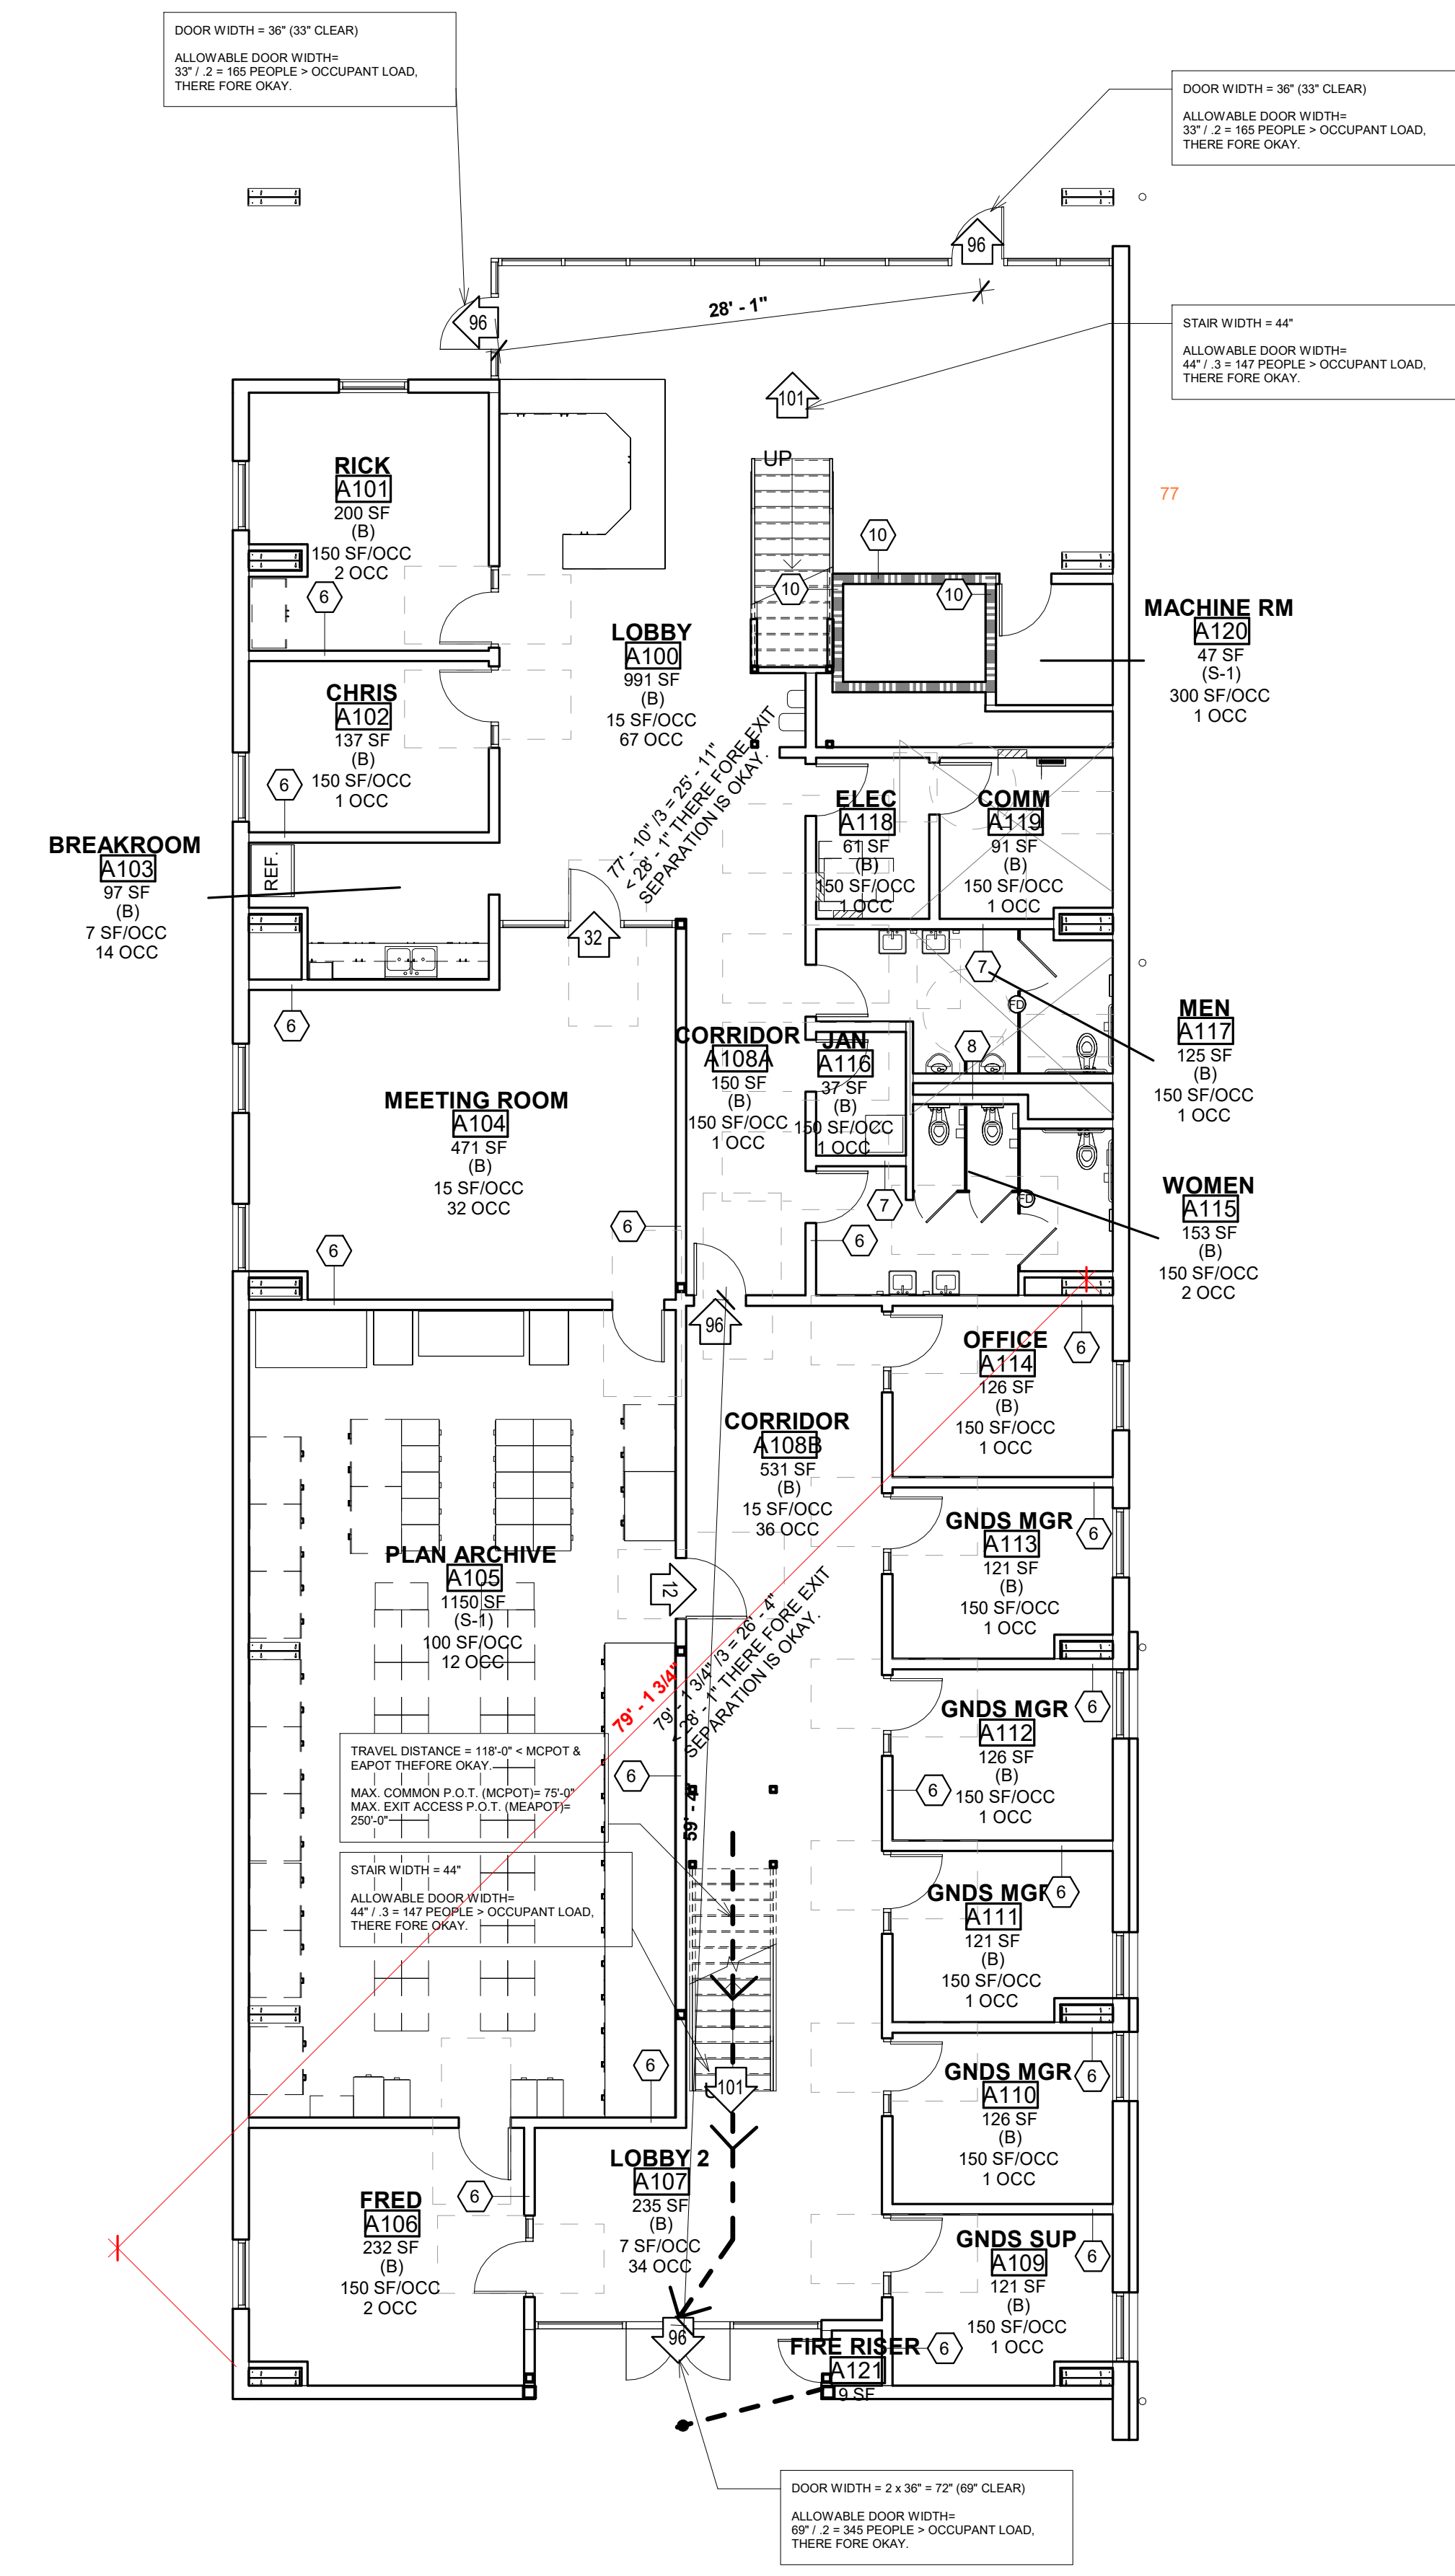 DOOR WIDTH = 36" (33" CLEAR)
ALLOWABLE DOOR WIDTH=
33" / .2 = 165 PEOPLE > OCCUPANT LOAD,
THERE FORE OKAY.
DOOR WIDTH = 36" (33" CLEAR)
ALLOWABLE DOOR WIDTH=
33" / .2 = 165 PEOPLE > OCCUPANT LOAD,
THERE FORE OKAY.
96
96
28' - 1"
STAIR WIDTH = 44"
ALLOWABLE DOOR WIDTH=
44" / .3 = 147 PEOPLE > OCCUPANT LOAD,
THERE FORE OKAY.
101
UP
77
RICK
A101
200 SF
(B)
150 SF/OCC
2 OCC
6
10
10
10
LOBBY
A100
991 SF
(B)
15 SF/OCC
67 OCC
MACHINE RM
A120
47 SF
(S-1)
300 SF/OCC
1 OCC
CHRIS
A102
137 SF
(B)
150 SF/OCC
1 OCC
6
77' - 10" /3 = 25' - 11"
< 28' - 1" THERE FORE EXIT
SEPARATION IS OKAY.
ELEC
A118
61 SF
(B)
150 SF/OCC
1 OCC
COMM
A119
91 SF
(B)
150 SF/OCC
1 OCC
BREAKROOM
A103
97 SF
(B)
7 SF/OCC
14 OCC
REF.
32
6
7
FD
8
MEN
A117
125 SF
(B)
150 SF/OCC
1 OCC
CORRIDOR
A108A
150 SF
(B)
150 SF/OCC
1 OCC
JAN
A116
37 SF
(B)
150 SF/OCC
1 OCC
MEETING ROOM
A104
471 SF
(B)
15 SF/OCC
32 OCC
WOMEN
A115
153 SF
(B)
150 SF/OCC
2 OCC
7
FD
6
6
6
96
OFFICE
A114
126 SF
(B)
150 SF/OCC
1 OCC
6
CORRIDOR
A108B
531 SF
(B)
15 SF/OCC
36 OCC
GNDS MGR
A113
121 SF
(B)
150 SF/OCC
1 OCC
6
PLAN ARCHIVE
A105
1150 SF
(S-1)
100 SF/OCC
12 OCC
12
79' - 1 3/4"
79' - 1 3/4" /3 = 26' - 4"
< 28' - 1" THERE FORE EXIT
SEPARATION IS OKAY.
GNDS MGR
A112
126 SF
(B)
150 SF/OCC
1 OCC
6
6
TRAVEL DISTANCE = 118'-0" < MCPOT &
EAPOT THEFORE OKAY.
MAX. COMMON P.O.T. (MCPOT)= 75'-0"
MAX. EXIT ACCESS P.O.T. (MEAPOT)=
250'-0"
6
STAIR WIDTH = 44"
ALLOWABLE DOOR WIDTH=
44" / .3 = 147 PEOPLE > OCCUPANT LOAD,
THERE FORE OKAY.
GNDS MGR
A111
121 SF
(B)
150 SF/OCC
1 OCC
6
6
101
GNDS MGR
A110
126 SF
(B)
150 SF/OCC
1 OCC
6
LOBBY 2
A107
235 SF
(B)
7 SF/OCC
34 OCC
FRED
A106
232 SF
(B)
150 SF/OCC
2 OCC
6
GNDS SUP
A109
121 SF
(B)
150 SF/OCC
1 OCC
6
96
FIRE RISER
A121
9 SF
6
DOOR WIDTH = 2 x 36" = 72" (69" CLEAR)
ALLOWABLE DOOR WIDTH=
69" / .2 = 345 PEOPLE > OCCUPANT LOAD,
THERE FORE OKAY.